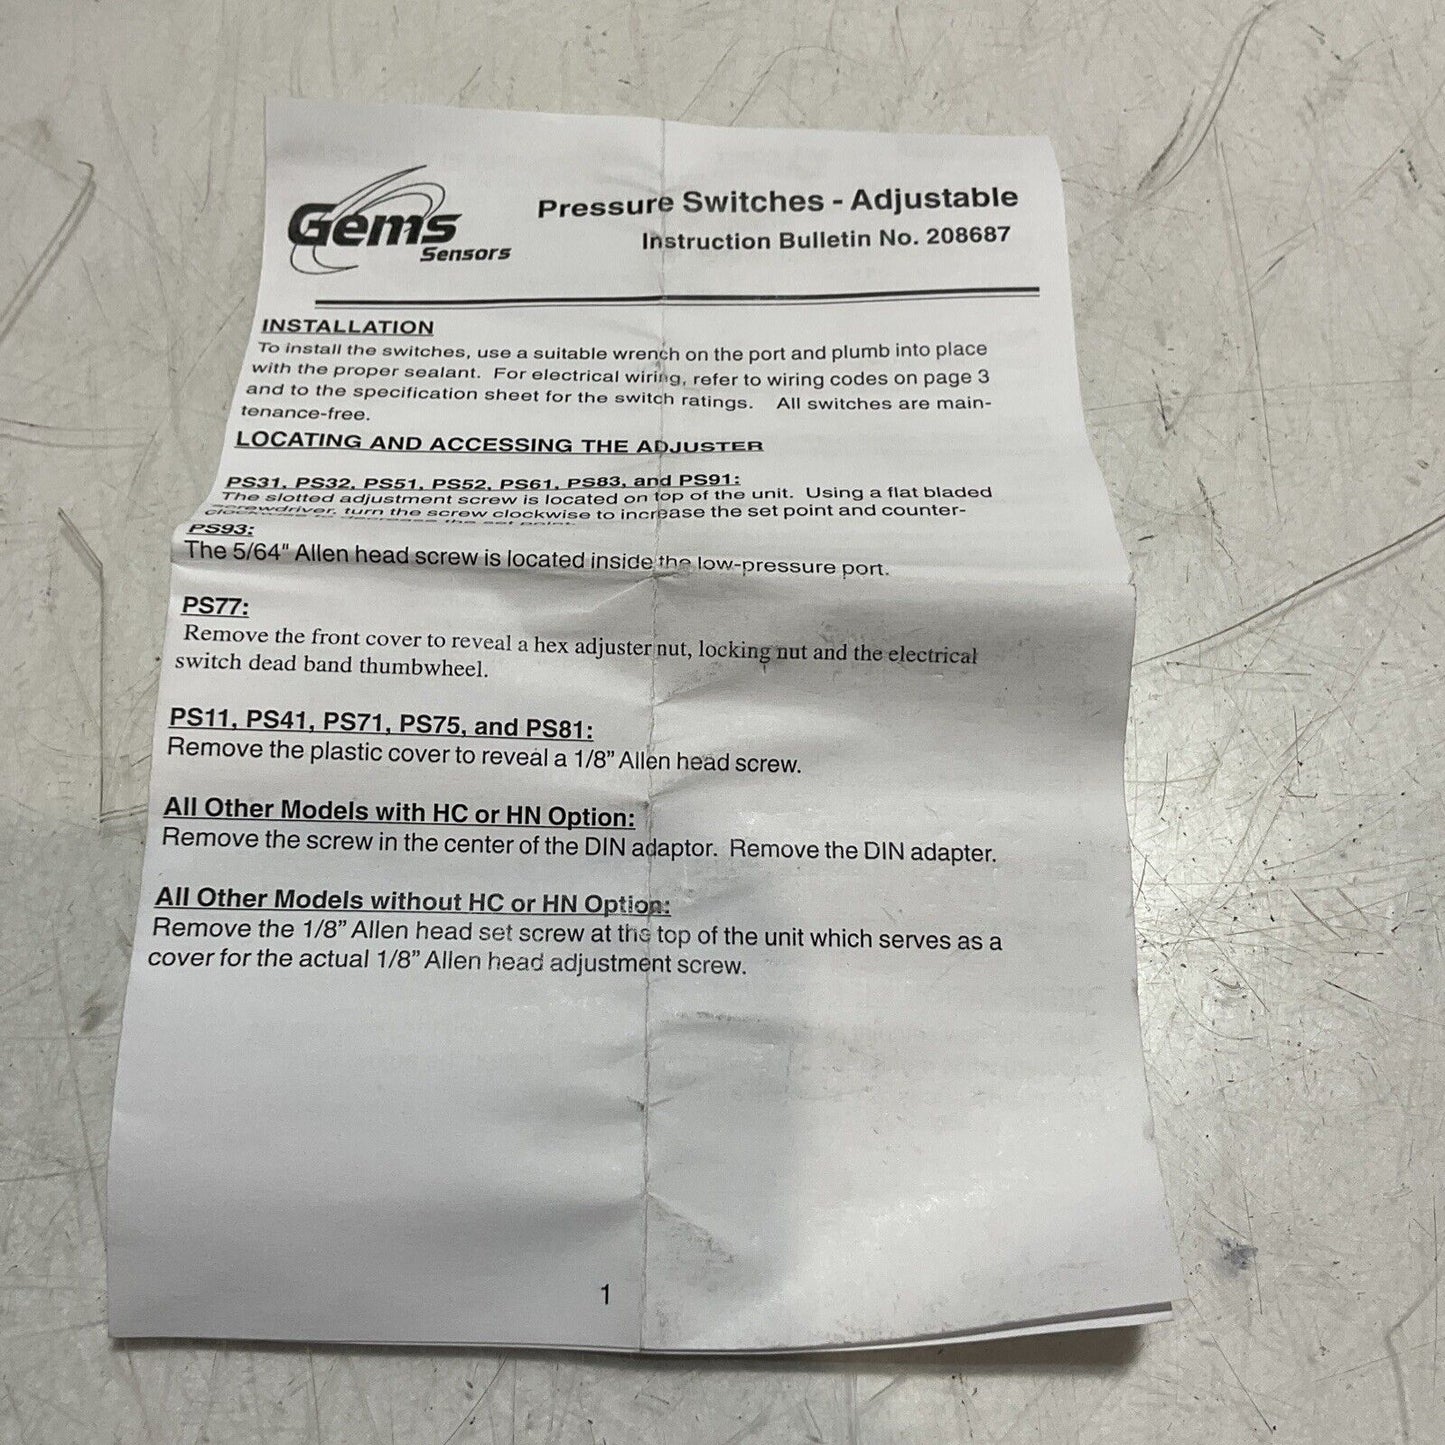 Gems
Sensors
Pressure Switches - Adjustable
Instruction Bulletin No. 208687
INSTALLATION
To install the switches, use a suitable wrench on the port and plumb into place
with the proper sealant. For electrical wiring, refer to wiring codes on page 3
and to the specification sheet for the switch ratings. All switches are main-
tenance-free.
LOCATING AND ACCESSING THE ADJUSTER
PS31, PS32, PS51, PS52, PS61, PS83, and PS91:
The slotted adjustment screw is located on top of the unit. Using a flat bladed
screwdriver, turn the screw clockwise to increase the set point and counter-
clockwise to decrease the set point.
PS93:
The 5/64" Allen head screw is located inside the low-pressure port.
PS77:
Remove the front cover to reveal a hex adjuster nut, locking nut and the electrical
switch dead band thumbwheel.
PS11, PS41, PS71, PS75, and PS81:
Remove the plastic cover to reveal a 1/8” Allen head screw.
All Other Models with HC or HN Option:
Remove the screw in the center of the DIN adaptor. Remove the DIN adapter.
All Other Models without HC or HN Option:
Remove the 1/8” Allen head set screw at the top of the unit which serves as a
cover for the actual 1/8” Allen head adjustment screw.
1